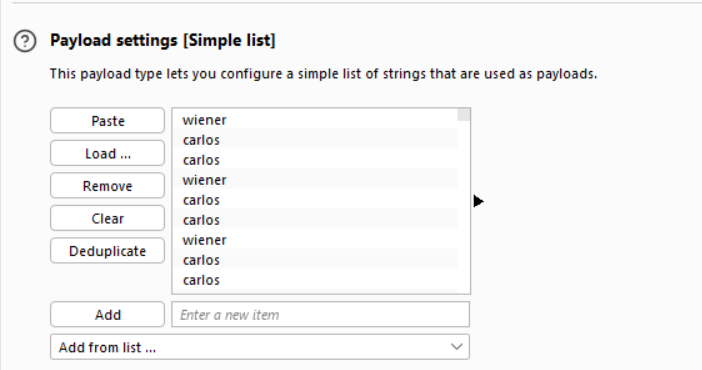 Payload settings [Simple list]
This payload type lets you configure a simple list of strings that are used as payloads.
Paste
Load ...
Remove
Clear
Deduplicate
wiener
carlos
carlos
wiener
carlos
carlos
wiener
carlos
carlos
Add
Enter a new item
Add from list ...